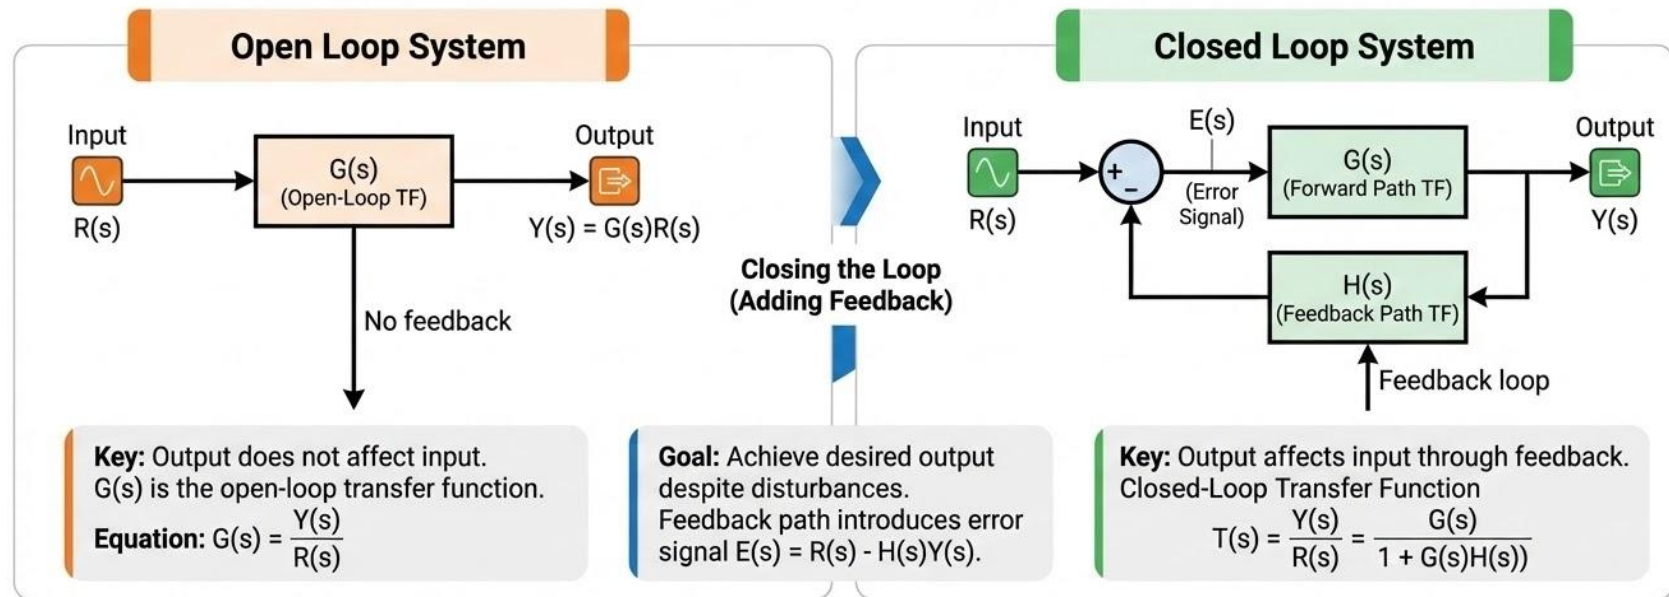 Open Loop System
Input
R(s)
G(s)
(Open-Loop TF)
Output
Y(s) = G(s)R(s)
No feedback
Key: Output does not affect input.
G(s) is the open-loop transfer function.
Equation: G(s) = Y(s)
R(s)
Closing the Loop
(Adding Feedback)
Goal: Achieve desired output
despite disturbances.
Feedback path introduces error
signal E(s) = R(s) - H(s)Y(s).
Closed Loop System
Input
R(s)
+
-
E(s)
(Error
Signal)
G(s)
(Forward Path TF)
Output
Y(s)
H(s)
(Feedback Path TF)
Feedback loop
Key: Output affects input through feedback.
Closed-Loop Transfer Function
T(s) = Y(s) = G(s)
R(s) 1 + G(s)H(s))